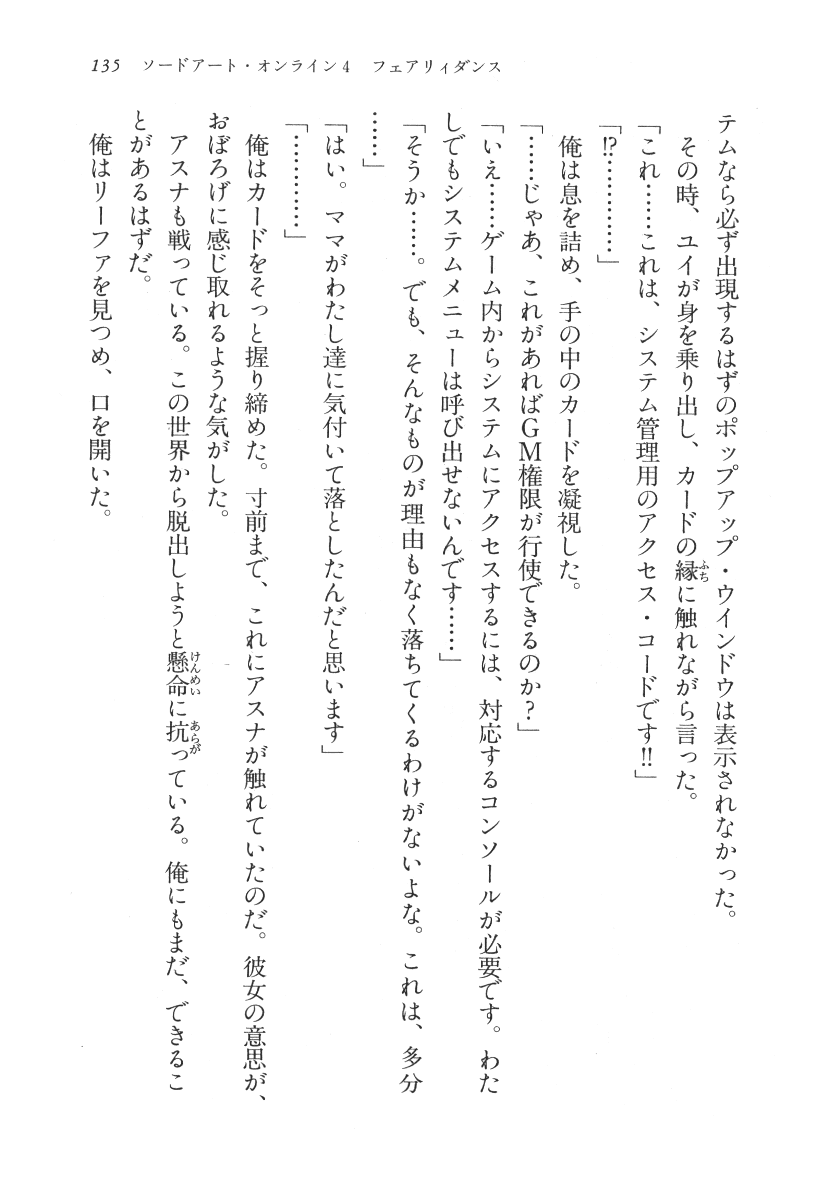 135　ソードアート・オンライン4　フェアリィダンス
テムなら必ず出現するはずのポップアップ・ウインドウは表示されなかった。
　その時、ユイが身を乗り出し、カードの縁に触れながら言った。
「これ……これは、システム管理用のアクセス・コードです!!」
「!?…………」
　俺は息を詰め、手の中のカードを凝視した。
「……じゃあ、これがあればＧＭ権限が行使できるのか？」
「いえ……ゲーム内からシステムにアクセスするには、対応するコンソールが必要です。わた
しでもシステムメニューは呼び出せないんです……」
「そうか……。でも、そんなものが理由もなく落ちてくるわけがないよな。これは、多分
……」
「はい。ママがわたし達に気付いて落としたんだと思います」
「…………」
　俺はカードをそっと握り締めた。寸前まで、これにアスナが触れていたのだ。彼女の意思が、
おぼろげに感じ取れるような気がした。
　アスナも戦っている。この世界から脱出しようと懸命に抗っている。俺にもまだ、できるこ
とがあるはずだ。
　俺はリーファを見つめ、口を開いた。
ふち
けんめい
あらが